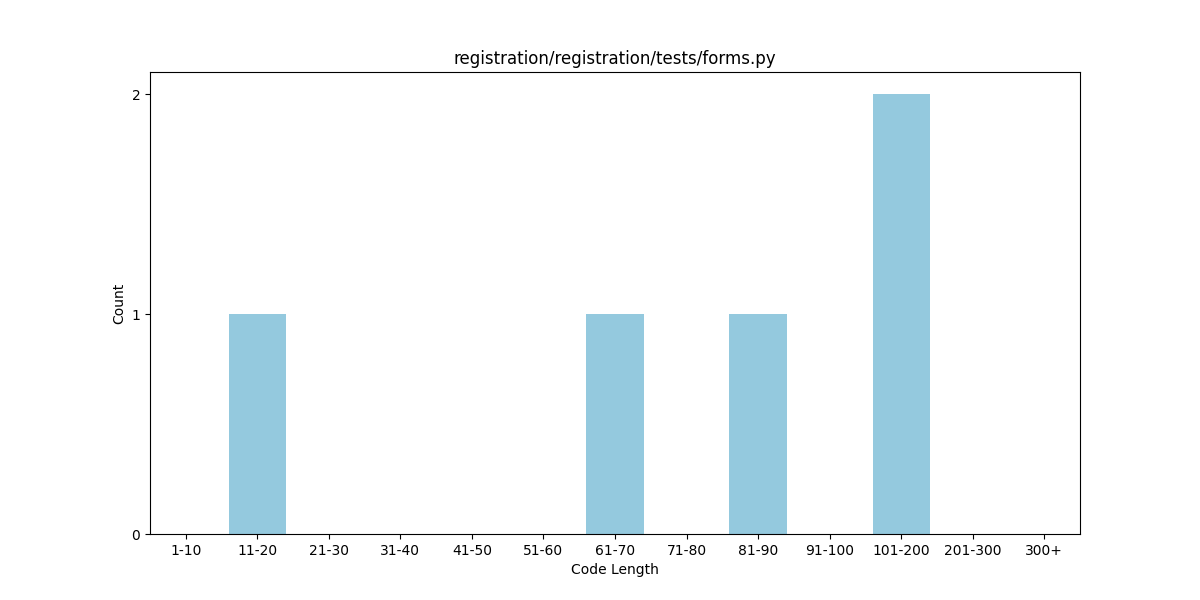 registration/registration/tests/forms.py
Count
2
1
0
1-10 11-20 21-30 31-40 41-50 51-60 61-70 71-80 81-90 91-100 101-200 201-300 300+
Code Length